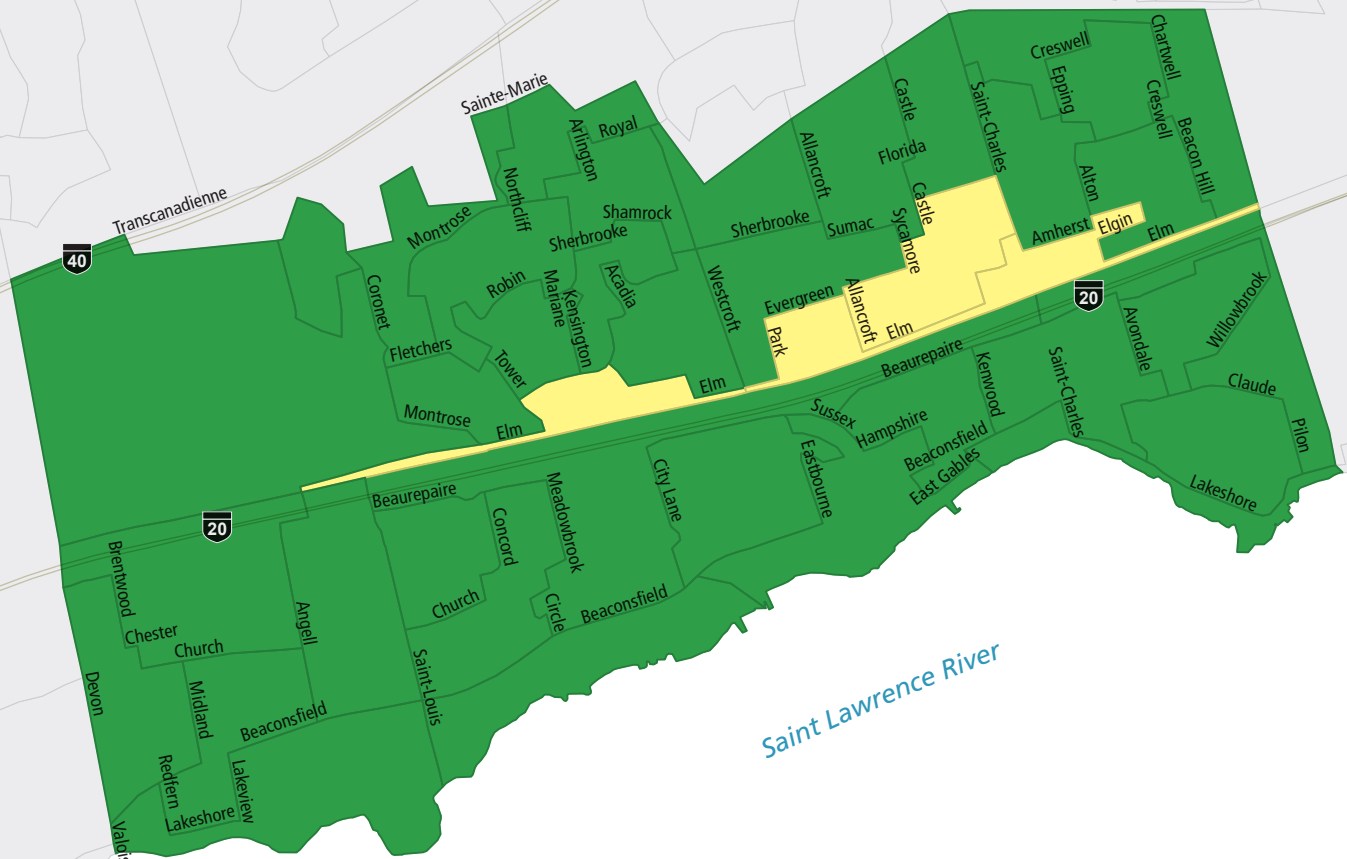 Chartwell
Creswell
Epping
Castle
Saint-Charles
Creswell
Sainte-Marie
Royal
Arlington
Beacon Hill
Allancroft
Florida
Northcliff
Alton
Transcanadienne
40
Montrose
Shamrock
Sherbrooke
Sherbrooke
Sumac
Castle
Sycamore
Amherst
Elgin
Elm
Coronet
Robin
Mariane
Kensington
Acadia
Westcroft
Evergreen
Allancroft
20
Park
Elm
Willowbrook
Avondale
Fletchers
Tower
Elm
Beaurepaire
Kenwood
Saint-Charles
Claude
Montrose
Elm
Sussex
Hampshire
Beaconsfield
East Gables
Pilon
Eastbourne
City Lane
Lakeshore
Beaurepaire
20
Meadowbrook
Concord
Brentwood
Church
Circle
Beaconsfield
Angell
Chester
Church
Saint-Louis
Devon
Midland
Beaconsfield
Saint Lawrence River
Redfern
Lakeview
Lakeshore
Valois